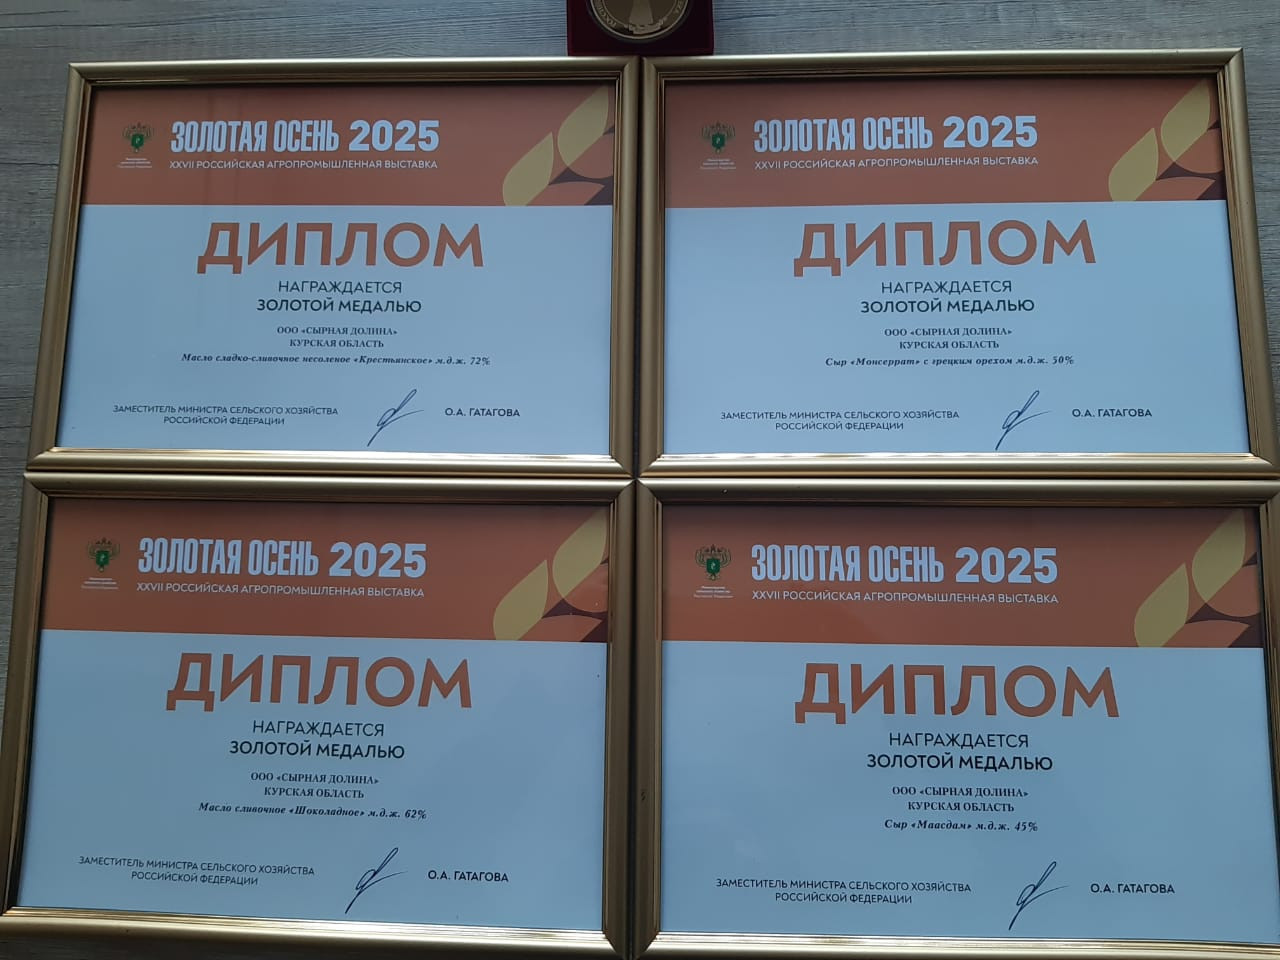 ЗОЛОТАЯ ОСЕНЬ 2025
XXVII РОССИЙСКАЯ АГРОПРОМЫШЛЕННАЯ ВЫСТАВКА
ДИПЛОМ
НАГРАЖДАЕТСЯ
ЗОЛОТОЙ МЕДАЛЬЮ
ООО «СЫРНАЯ ДОЛИНА»
КУРСКАЯ ОБЛАСТЬ
Масло сладко-сливочное несоленое «Крестьянское» м.д.ж. 72%
ЗАМЕСТИТЕЛЬ МИНИСТРА СЕЛЬСКОГО ХОЗЯЙСТВА
РОССИЙСКОЙ ФЕДЕРАЦИИ
О.А. ГАТАГОВА
ЗОЛОТАЯ ОСЕНЬ 2025
XXVII РОССИЙСКАЯ АГРОПРОМЫШЛЕННАЯ ВЫСТАВКА
ДИПЛОМ
НАГРАЖДАЕТСЯ
ЗОЛОТОЙ МЕДАЛЬЮ
ООО «СЫРНАЯ ДОЛИНА»
КУРСКАЯ ОБЛАСТЬ
Сыр «Монсеррат» с грецким орехом м.д.ж. 50%
ЗАМЕСТИТЕЛЬ МИНИСТРА СЕЛЬСКОГО ХОЗЯЙСТВА
РОССИЙСКОЙ ФЕДЕРАЦИИ
О.А. ГАТАГОВА
ЗОЛОТАЯ ОСЕНЬ 2025
XXVII РОССИЙСКАЯ АГРОПРОМЫШЛЕННАЯ ВЫСТАВКА
ДИПЛОМ
НАГРАЖДАЕТСЯ
ЗОЛОТОЙ МЕДАЛЬЮ
ООО «СЫРНАЯ ДОЛИНА»
КУРСКАЯ ОБЛАСТЬ
Масло сливочное «Шоколадное» м.д.ж. 62%
ЗАМЕСТИТЕЛЬ МИНИСТРА СЕЛЬСКОГО ХОЗЯЙСТВА
РОССИЙСКОЙ ФЕДЕРАЦИИ
О.А. ГАТАГОВА
ЗОЛОТАЯ ОСЕНЬ 2025
XXVII РОССИЙСКАЯ АГРОПРОМЫШЛЕННАЯ ВЫСТАВКА
ДИПЛОМ
НАГРАЖДАЕТСЯ
ЗОЛОТОЙ МЕДАЛЬЮ
ООО «СЫРНАЯ ДОЛИНА»
КУРСКАЯ ОБЛАСТЬ
Сыр «Маасдам» м.д.ж. 45%
ЗАМЕСТИТЕЛЬ МИНИСТРА СЕЛЬСКОГО ХОЗЯЙСТВА
РОССИЙСКОЙ ФЕДЕРАЦИИ
О.А. ГАТАГОВА